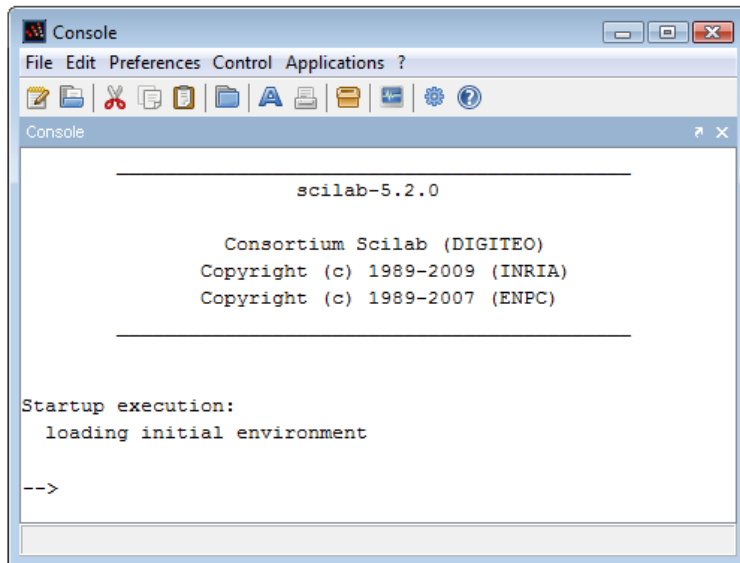 Console
File Edit Preferences Control Applications ?
Console
scilab-5.2.0
Consortium Scilab (DIGITEO)
Copyright (c) 1989-2009 (INRIA)
Copyright (c) 1989-2007 (ENPC)
Startup execution:
loading initial environment
-->